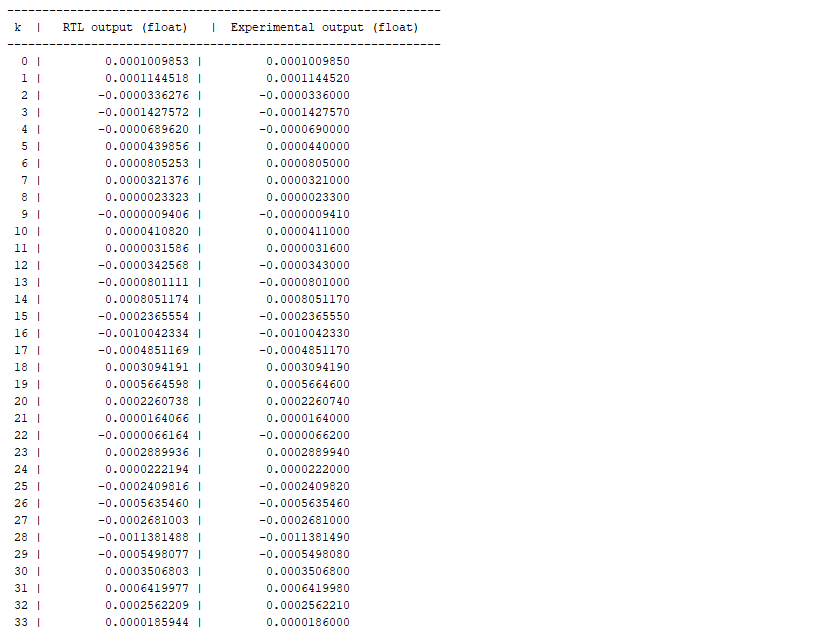 --------------------------------------------------------------
k | RTL output (float) | Experimental output (float)
--------------------------------------------------------------
0 | 0.0001009853 | 0.0001009850
1 | 0.0001144518 | 0.0001144520
2 | -0.0000336276 | -0.0000336000
3 | -0.0001427572 | -0.0001427570
4 | -0.0000689620 | -0.0000690000
5 | 0.0000439856 | 0.0000440000
6 | 0.0000805253 | 0.0000805000
7 | 0.0000321376 | 0.0000321000
8 | 0.0000023323 | 0.0000023300
9 | -0.0000009406 | -0.0000009410
10 | 0.0000410820 | 0.0000411000
11 | 0.0000031586 | 0.0000031600
12 | -0.0000342568 | -0.0000343000
13 | -0.0000801111 | -0.0000801000
14 | 0.0008051174 | 0.0008051170
15 | -0.0002365554 | -0.0002365550
16 | -0.0010042334 | -0.0010042330
17 | -0.0004851169 | -0.0004851170
18 | 0.0003094191 | 0.0003094190
19 | 0.0005664598 | 0.0005664600
20 | 0.0002260738 | 0.0002260740
21 | 0.0000164066 | 0.0000164000
22 | -0.0000066164 | -0.0000066200
23 | 0.0002889936 | 0.0002889940
24 | 0.0000222194 | 0.0000222000
25 | -0.0002409816 | -0.0002409820
26 | -0.0005635460 | -0.0005635460
27 | -0.0002681003 | -0.0002681000
28 | -0.0011381488 | -0.0011381490
29 | -0.0005498077 | -0.0005498080
30 | 0.0003506803 | 0.0003506800
31 | 0.0006419977 | 0.0006419980
32 | 0.0002562209 | 0.0002562210
33 | 0.0000185944 | 0.0000186000